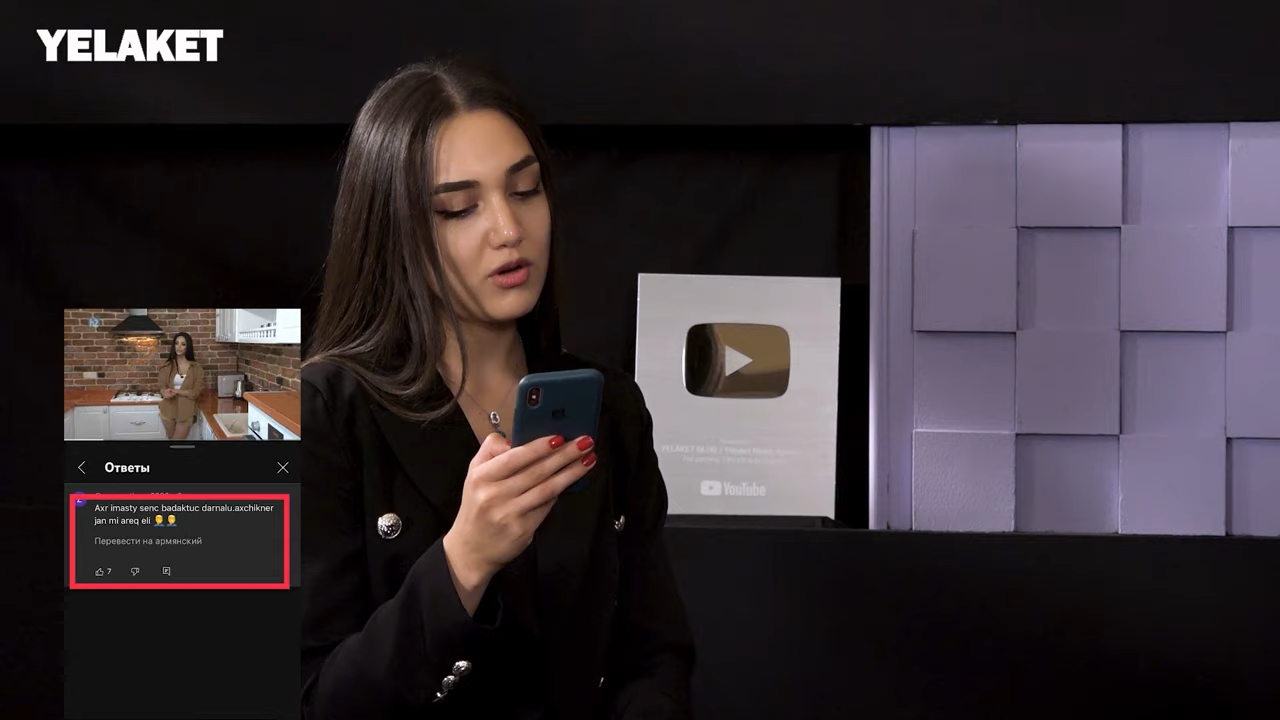 YELAKET
Ответы
Axr imasty senc badaktuc darnalu.axchikner
jan mi areq eli 🤦‍♂️🤦‍♂️
Перевести на армянский
7
YouTube